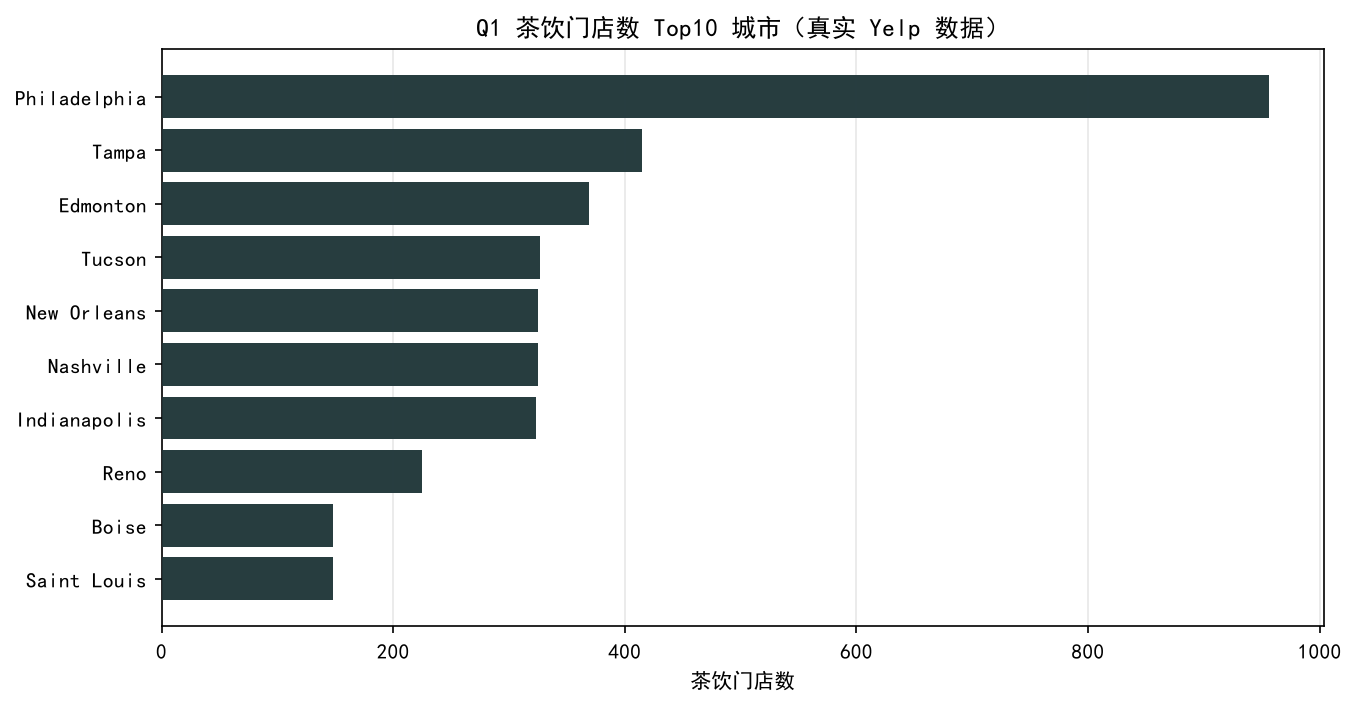 Q1 茶饮门店数 Top10 城市（真实 Yelp 数据）
Philadelphia
Tampa
Edmonton
Tucson
New Orleans
Nashville
Indianapolis
Reno
Boise
Saint Louis
0 200 400 600 800 1000
茶饮门店数